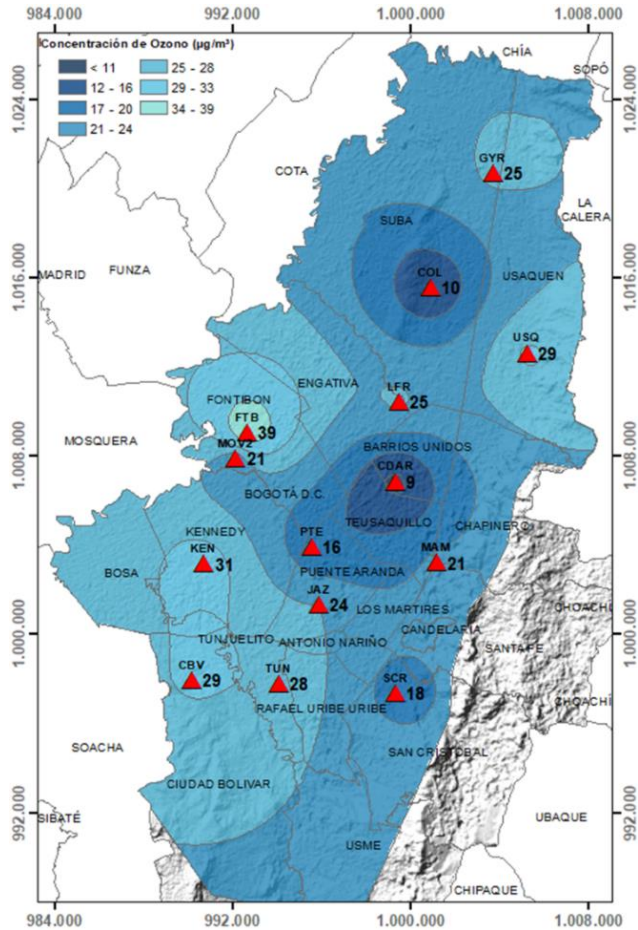 984.000 992.000 1.000.000 1.008.000
Concentración de Ozono (µg/m³)
< 11
12 - 16
17 - 20
21 - 24
25 - 28
29 - 33
34 - 39
CHÍA
SOPÓ
1.024.000
1.024.000
GYR
25
COTA
LA
CALERA
SUBA
MADRID
FUNZA
1.016.000
1.016.000
COL
10
USAQUEN
USQ
29
ENGATIVA
FONTIBON
LFR
25
FTB
39
MOSQUERA
MOV2
21
1.008.000
1.008.000
BARRIOS UNIDOS
CDAR
9
BOGOTÁ D.C.
TEUSAQUILLO
CHAPINERO
KENNEDY
KEN
31
PTE
16
MAM
21
BOSA
PUENTE ARANDA
JAZ
24
LOS MARTIRES
CHOACHÍ
CANDELARIA
1.000.000
1.000.000
TUNJUELITO
ANTONIO NARIÑO
SANTA FE
CBV
29
TUN
28
SCR
18
CHOACHÍ
RAFAEL URIBE URIBE
SOACHA
SAN CRISTOBAL
CIUDAD BOLIVAR
992.000
992.000
SIBATÉ
UBAQUE
USME
CHIPAQUE
984.000 992.000 1.000.000 1.008.000